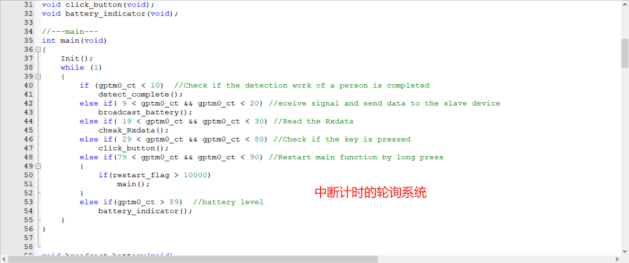 31 void click_button(void);
32 void battery_indicator(void);
33
34 //---main---
35 int main(void)
36 {
37 Init();
38 while (1)
39 {
40 if (gptm0_ct < 10) //Check if the detection work of a person is completed
41 detect_complete();
42 else if( 9 < gptm0_ct && gptm0_ct < 20) //eceive signal and send data to the slave device
43 broadcast_battery();
44 else if( 19 < gptm0_ct && gptm0_ct < 30) //Read the Rxdata
45 cheak_Rxdata();
46 else if( 29 < gptm0_ct && gptm0_ct < 80) //Check if the key is pressed
47 click_button();
48 else if(79 < gptm0_ct && gptm0_ct < 90) //Restart main function by long press
49 {
50 if(restart_flag > 10000)
51 main();
52 }
53 else if(gptm0_ct > 89) //battery level
54 battery_indicator();
55 }
56 }
57
58
中断计时的轮询系统